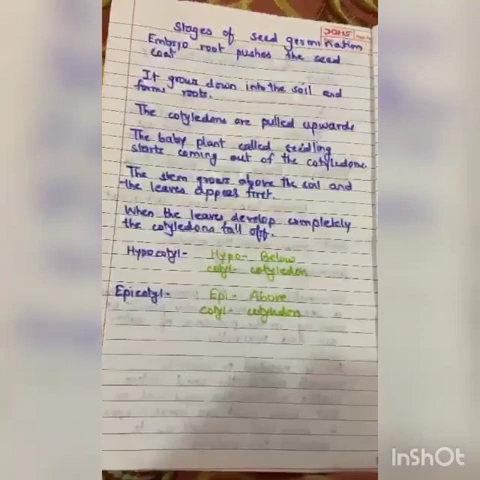 Stages of seed germination
Embryo root pushes the seed
coat
It grows down into the soil and
forms roots.
The cotyledons are pulled upwards
The baby plant called seedling
starts coming out of the cotyledons
The stem grows above the soil and
the leaves appear first.
When the leaves develop completely
the cotyledons fall off.
Hypocotyl- Hypo- Below
cotyl- cotyledon
Epicotyl- Epi- Above
cotyl- cotyledon
InShOt